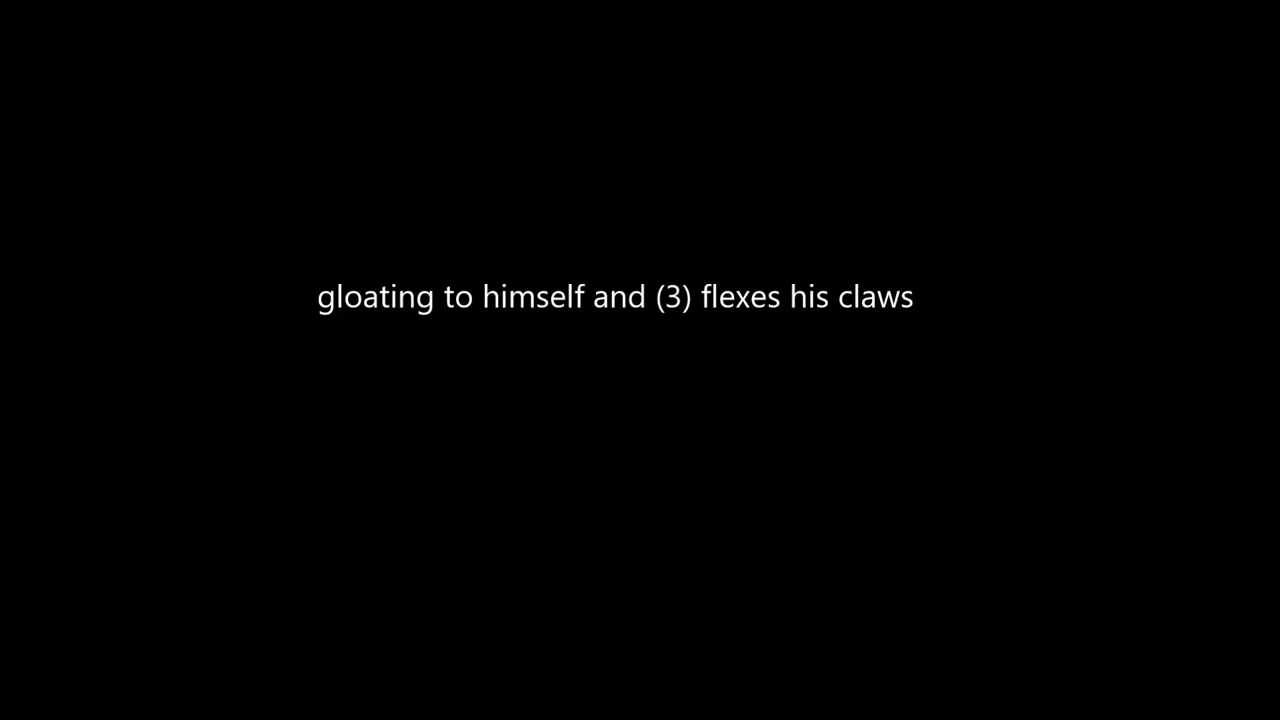 gloating to himself and (3) flexes his claws